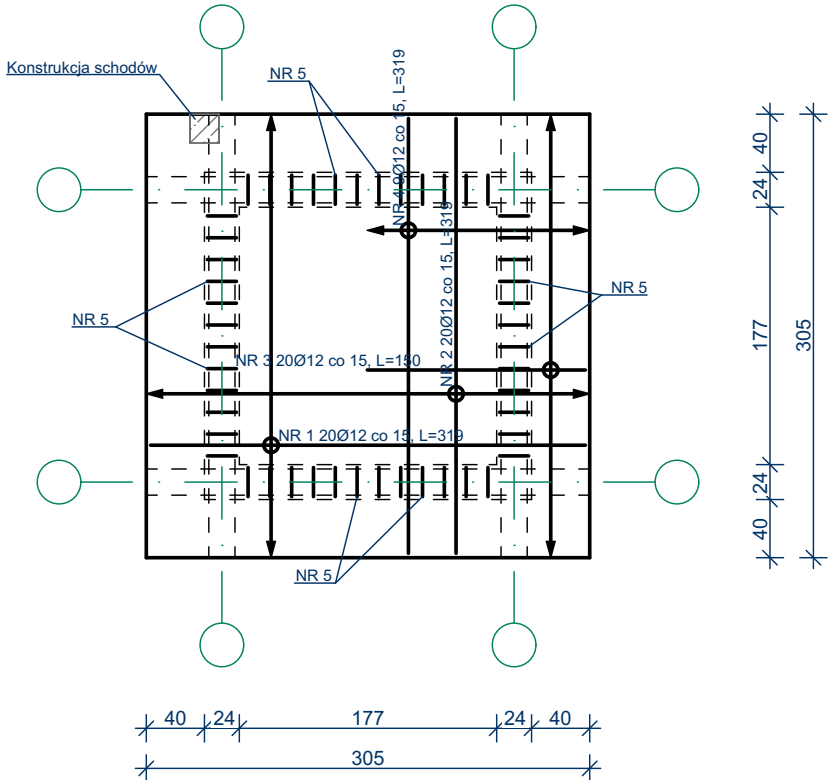 Konstrukcja schodów
NR 5
NR 4 9Ø12 co 15, L=319
NR 2 20Ø12 co 15, L=319
NR 5
NR 5
NR 3 20Ø12 co 15, L=150
NR 1 20Ø12 co 15, L=319
NR 5
40
24
177
24
40
305
40
24
177
24
40
305